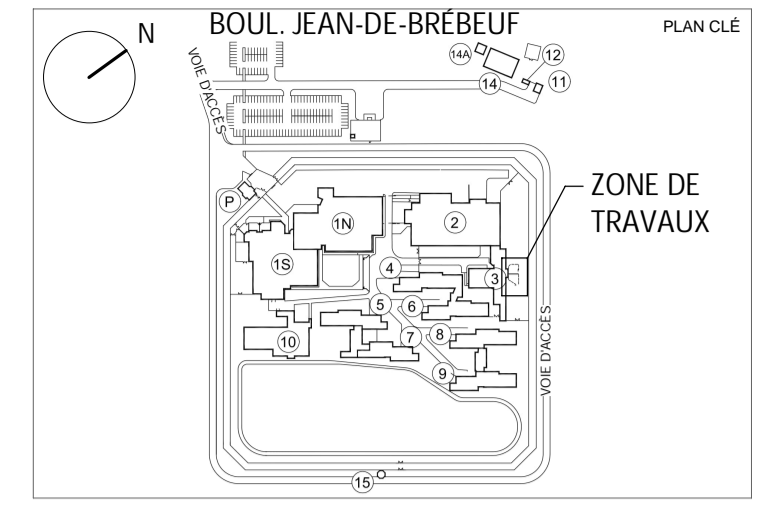 N
BOUL. JEAN-DE-BRÉBEUF
PLAN CLÉ
VOIE D'ACCÈS
14A
12
14
11
ZONE DE
TRAVAUX
P
1N
2
1S
4
3
5
6
7
8
10
9
VOIE D'ACCÈS
15